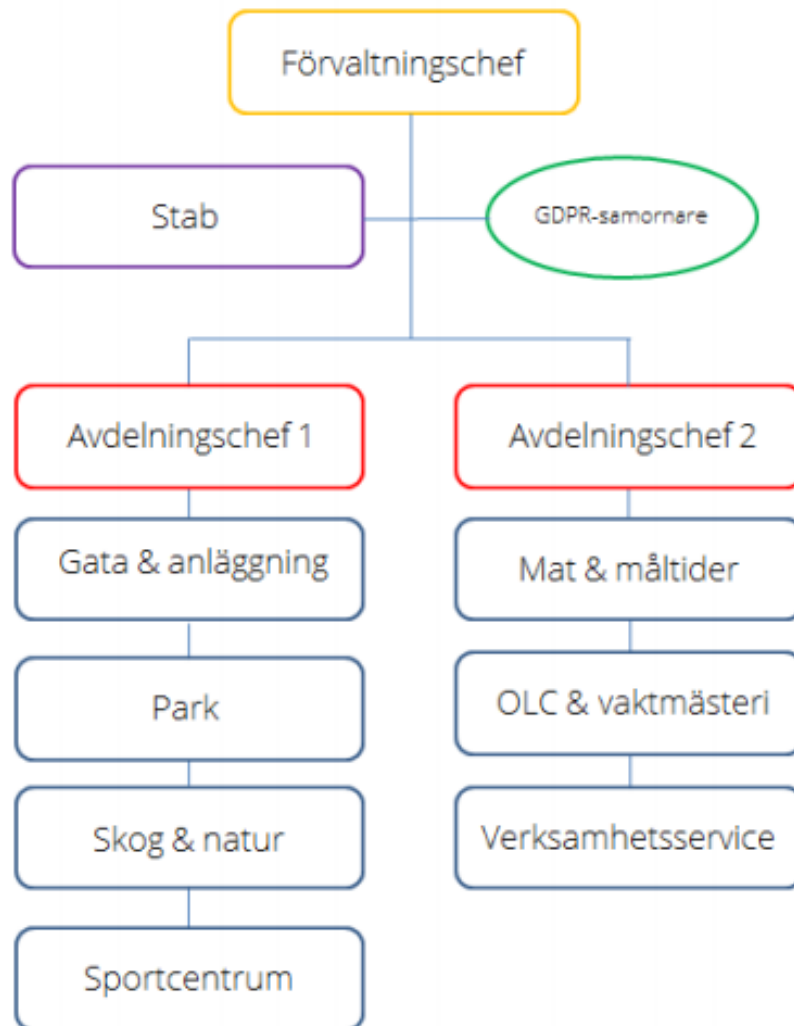 Förvaltningschef
Stab
GDPR-samornare
Avdelningschef 1
Avdelningschef 2
Gata & anläggning
Mat & måltider
Park
OLC & vaktmästeri
Skog & natur
Verksamhetsservice
Sportcentrum